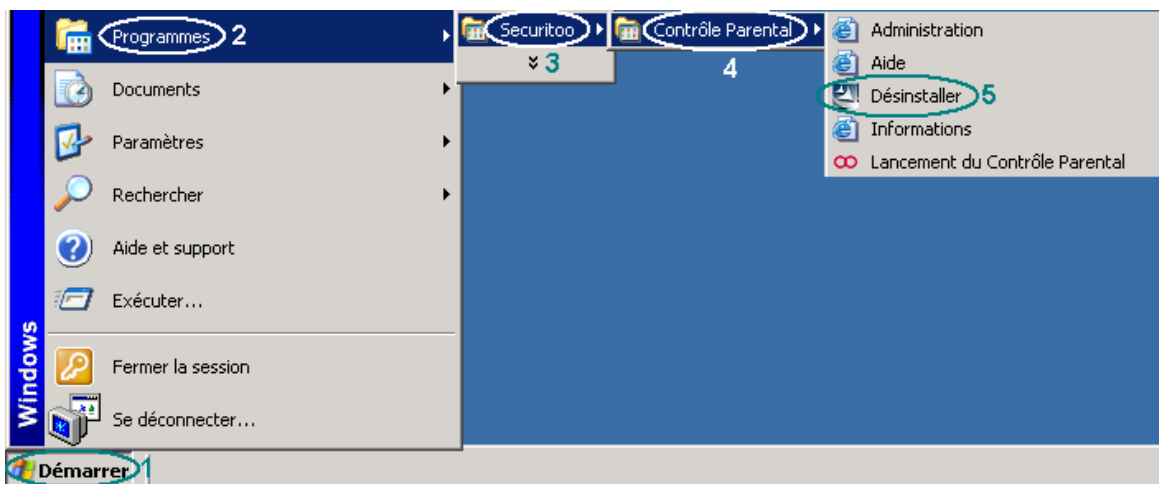 Programmes 2
Documents
Paramètres
Rechercher
Aide et support
Exécuter...
Fermer la session
Se déconnecter...
Windows
Démarrer 1
Securitoo
3
Contrôle Parental
4
Administration
Aide
Désinstaller 5
Informations
Lancement du Contrôle Parental